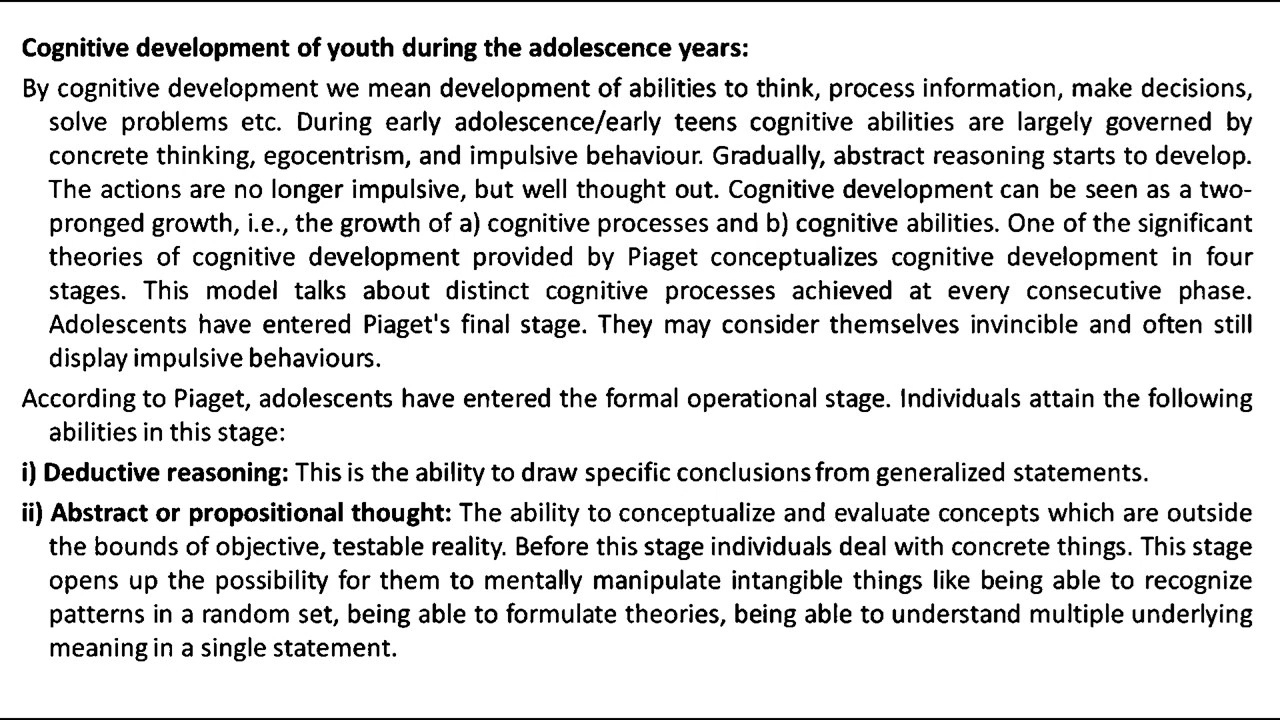 Cognitive development of youth during the adolescence years:
By cognitive development we mean development of abilities to think, process information, make decisions,
solve problems etc. During early adolescence/early teens cognitive abilities are largely governed by
concrete thinking, egocentrism, and impulsive behaviour. Gradually, abstract reasoning starts to develop.
The actions are no longer impulsive, but well thought out. Cognitive development can be seen as a two-
pronged growth, i.e., the growth of a) cognitive processes and b) cognitive abilities. One of the significant
theories of cognitive development provided by Piaget conceptualizes cognitive development in four
stages. This model talks about distinct cognitive processes achieved at every consecutive phase.
Adolescents have entered Piaget's final stage. They may consider themselves invincible and often still
display impulsive behaviours.
According to Piaget, adolescents have entered the formal operational stage. Individuals attain the following
abilities in this stage:
i) Deductive reasoning: This is the ability to draw specific conclusions from generalized statements.
ii) Abstract or propositional thought: The ability to conceptualize and evaluate concepts which are outside
the bounds of objective, testable reality. Before this stage individuals deal with concrete things. This stage
opens up the possibility for them to mentally manipulate intangible things like being able to recognize
patterns in a random set, being able to formulate theories, being able to understand multiple underlying
meaning in a single statement.